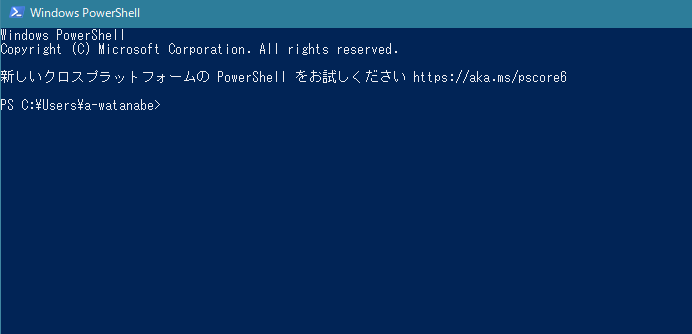 Windows PowerShell
Windows PowerShell
Copyright (C) Microsoft Corporation. All rights reserved.
新しいクロスプラットフォームの PowerShell をお試しください https://aka.ms/pscore6
PS C:¥Users¥a-watanabe>